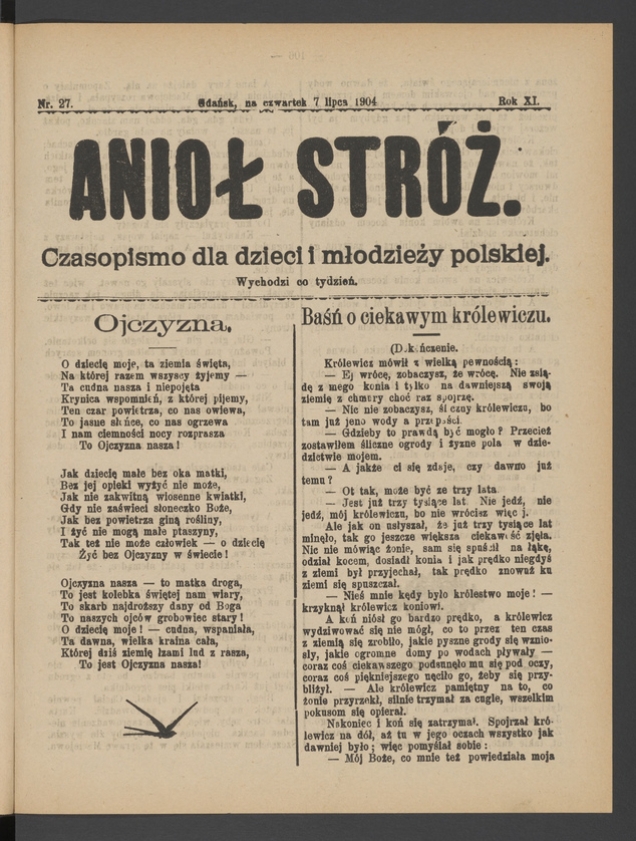 Nr. 27.
Gdańsk, na czwartek 7 lipca 1904
Rok XI.
ANIOŁ STRÓŻ.
Czasopismo dla dzieci i młodzieży polskiej.
Wychodzi co tydzień.
Ojczyzna.
O dziecię moje, ta ziemia święta,
Na której razem wszyscy żyjemy —
Ta cudna nasza i niepojęta
Krynica wspomnień, z której pijemy,
Ten czar powietrza, co nas owiewa,
To jasne słońce, co nas ogrzewa
I nam ciemności nocy rozprasza
To Ojczyzna nasza!
Jak dziecię małe bez oka matki,
Bez jej opieki wyżyć nie może,
Jak nie zakwitną wiosenne kwiatki,
Gdy nie zaświeci słoneczko Boże,
Jak bez powietrza giną rośliny,
I żyć nie mogą małe ptaszyny,
Tak też nie może człowiek — o dziecię
Żyć bez Ojczyzny w świecie!
Ojczyzna nasza — to matka droga,
To jest kolebka świętej nam wiary,
To skarb najdroższy dany od Boga
To naszych ojców grobowiec stary!
O dziecię moje! — cudna, wspaniała,
Ta dawna, wielka kraina cała,
Której dziś ziemię łzami lud z rasza,
To jest Ojczyzna nasza!
Baśń o ciekawym królewiczu.
(Dokończenie.
Królewicz mówił z wielką pewnością:
— Ej wrócę, zobaczysz, że wrócę. Nie zsią-
dę z mego konia i tylko na dawniejszą swoją
ziemię z chmury choć raz spojrzę.
— Nic nie zobaczysz, śliczny królewiczu, bo
tam już jeno wody a przepaści.
— Gdzieby to prawdą być mogło? Przecież
zostawiłem śliczne ogrody i żyzne pola w dzie-
dzictwie mojem.
— A jakże ci się zdaje, czy dawno już
temu?
— Ot tak, może być ze trzy lata
— Jest już trzy tysiące lat. Nie jedź, nie
jedź, mój królewiczu, bo nie wrócisz więcej.
Ale jak on usłyszał, że już trzy tysiące lat
minęło, tak go jeszcze większa ciekawość zjęła.
Nic nie mówiąc żonie, sam się spuścił na łąkę,
odział kocem, dosiadł konia i jak prędko niegdyś
z ziemi był przyjechał, tak prędko znowuż ku
ziemi się spuszczał.
— Nieś mnie kędy było królestwo moje! —
krzyknął królewicz koniowi.
A koń niósł go bardzo prędko, a królewicz
wydziwować się nie mógł, co to przez ten czas
z ziemią się zrobiło, jakie pyszne grody się wznio-
sły, jakie ogromne domy po wodach pływały —
coraz coś ciekawszego podsunęło mu się pod oczy,
coraz coś piękniejszego nęciło go, żeby się przy-
bliżył. — Ale królewicz pamiętny na to, co
żonie przyrzekł, silnie trzymał za cugle, wszelkim
pokusom się opierał.
Nakoniec i koń się zatrzymał. Spojrzał kró-
lewicz na dół, aż tu w jego oczach wszystko jak
dawniej było; więc pomyślał sobie:
— Mój Boże, co mnie też powiedziała moja